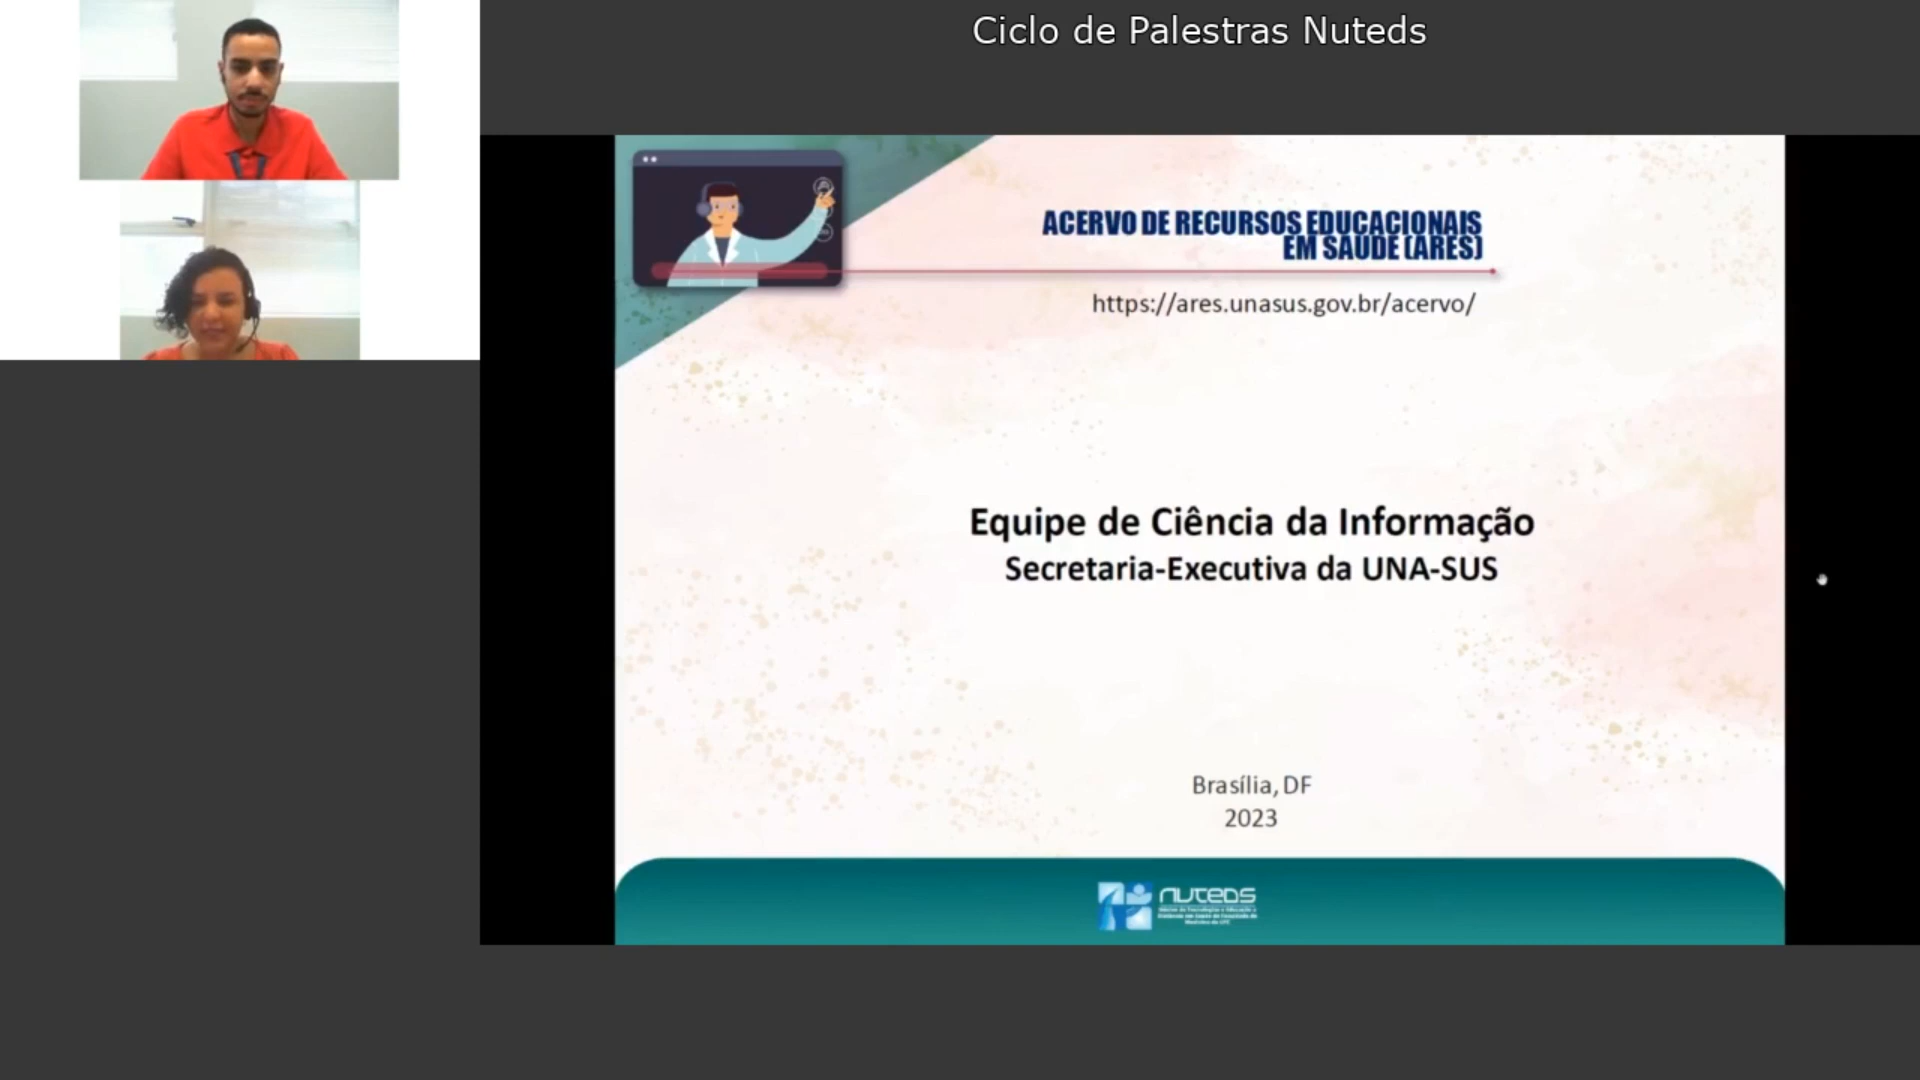 Ciclo de Palestras Nuteds
ACERVO DE RECURSOS EDUCACIONAIS
EM SAÚDE (ARES)
https://ares.unasus.gov.br/acervo/
Equipe de Ciência da Informação
Secretaria-Executiva da UNA-SUS
Brasília, DF
2023
nuteds